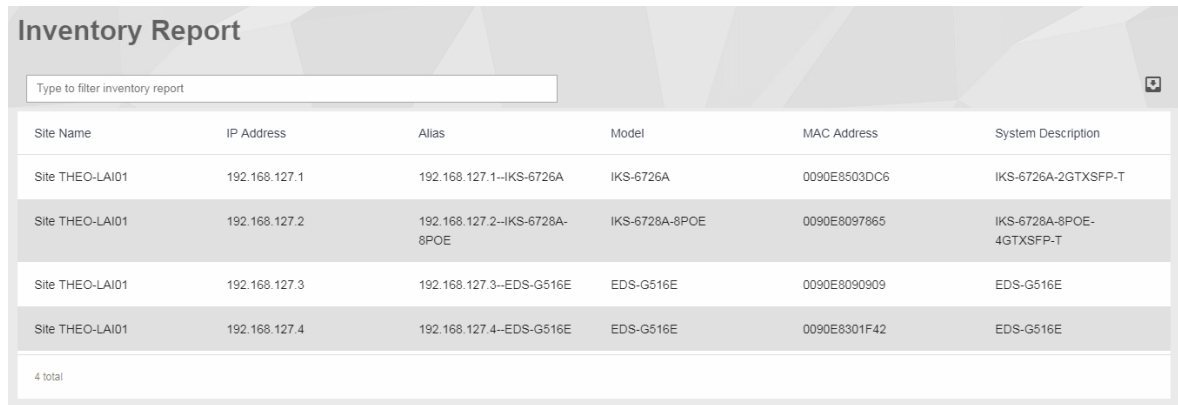 Inventory Report
Type to filter inventory report
Site Name IP Address Alias Model MAC Address System Description
Site THEO-LAI01 192.168.127.1 192.168.127.1--IKS-6726A IKS-6726A 0090E8503DC6 IKS-6726A-2GTXSFP-T
Site THEO-LAI01 192.168.127.2 192.168.127.2--IKS-6728A- IKS-6728A-8POE 0090E8097865 IKS-6728A-8POE-
8POE 4GTXSFP-T
Site THEO-LAI01 192.168.127.3 192.168.127.3--EDS-G516E EDS-G516E 0090E8090909 EDS-G516E
Site THEO-LAI01 192.168.127.4 192.168.127.4--EDS-G516E EDS-G516E 0090E8301F42 EDS-G516E
4 total